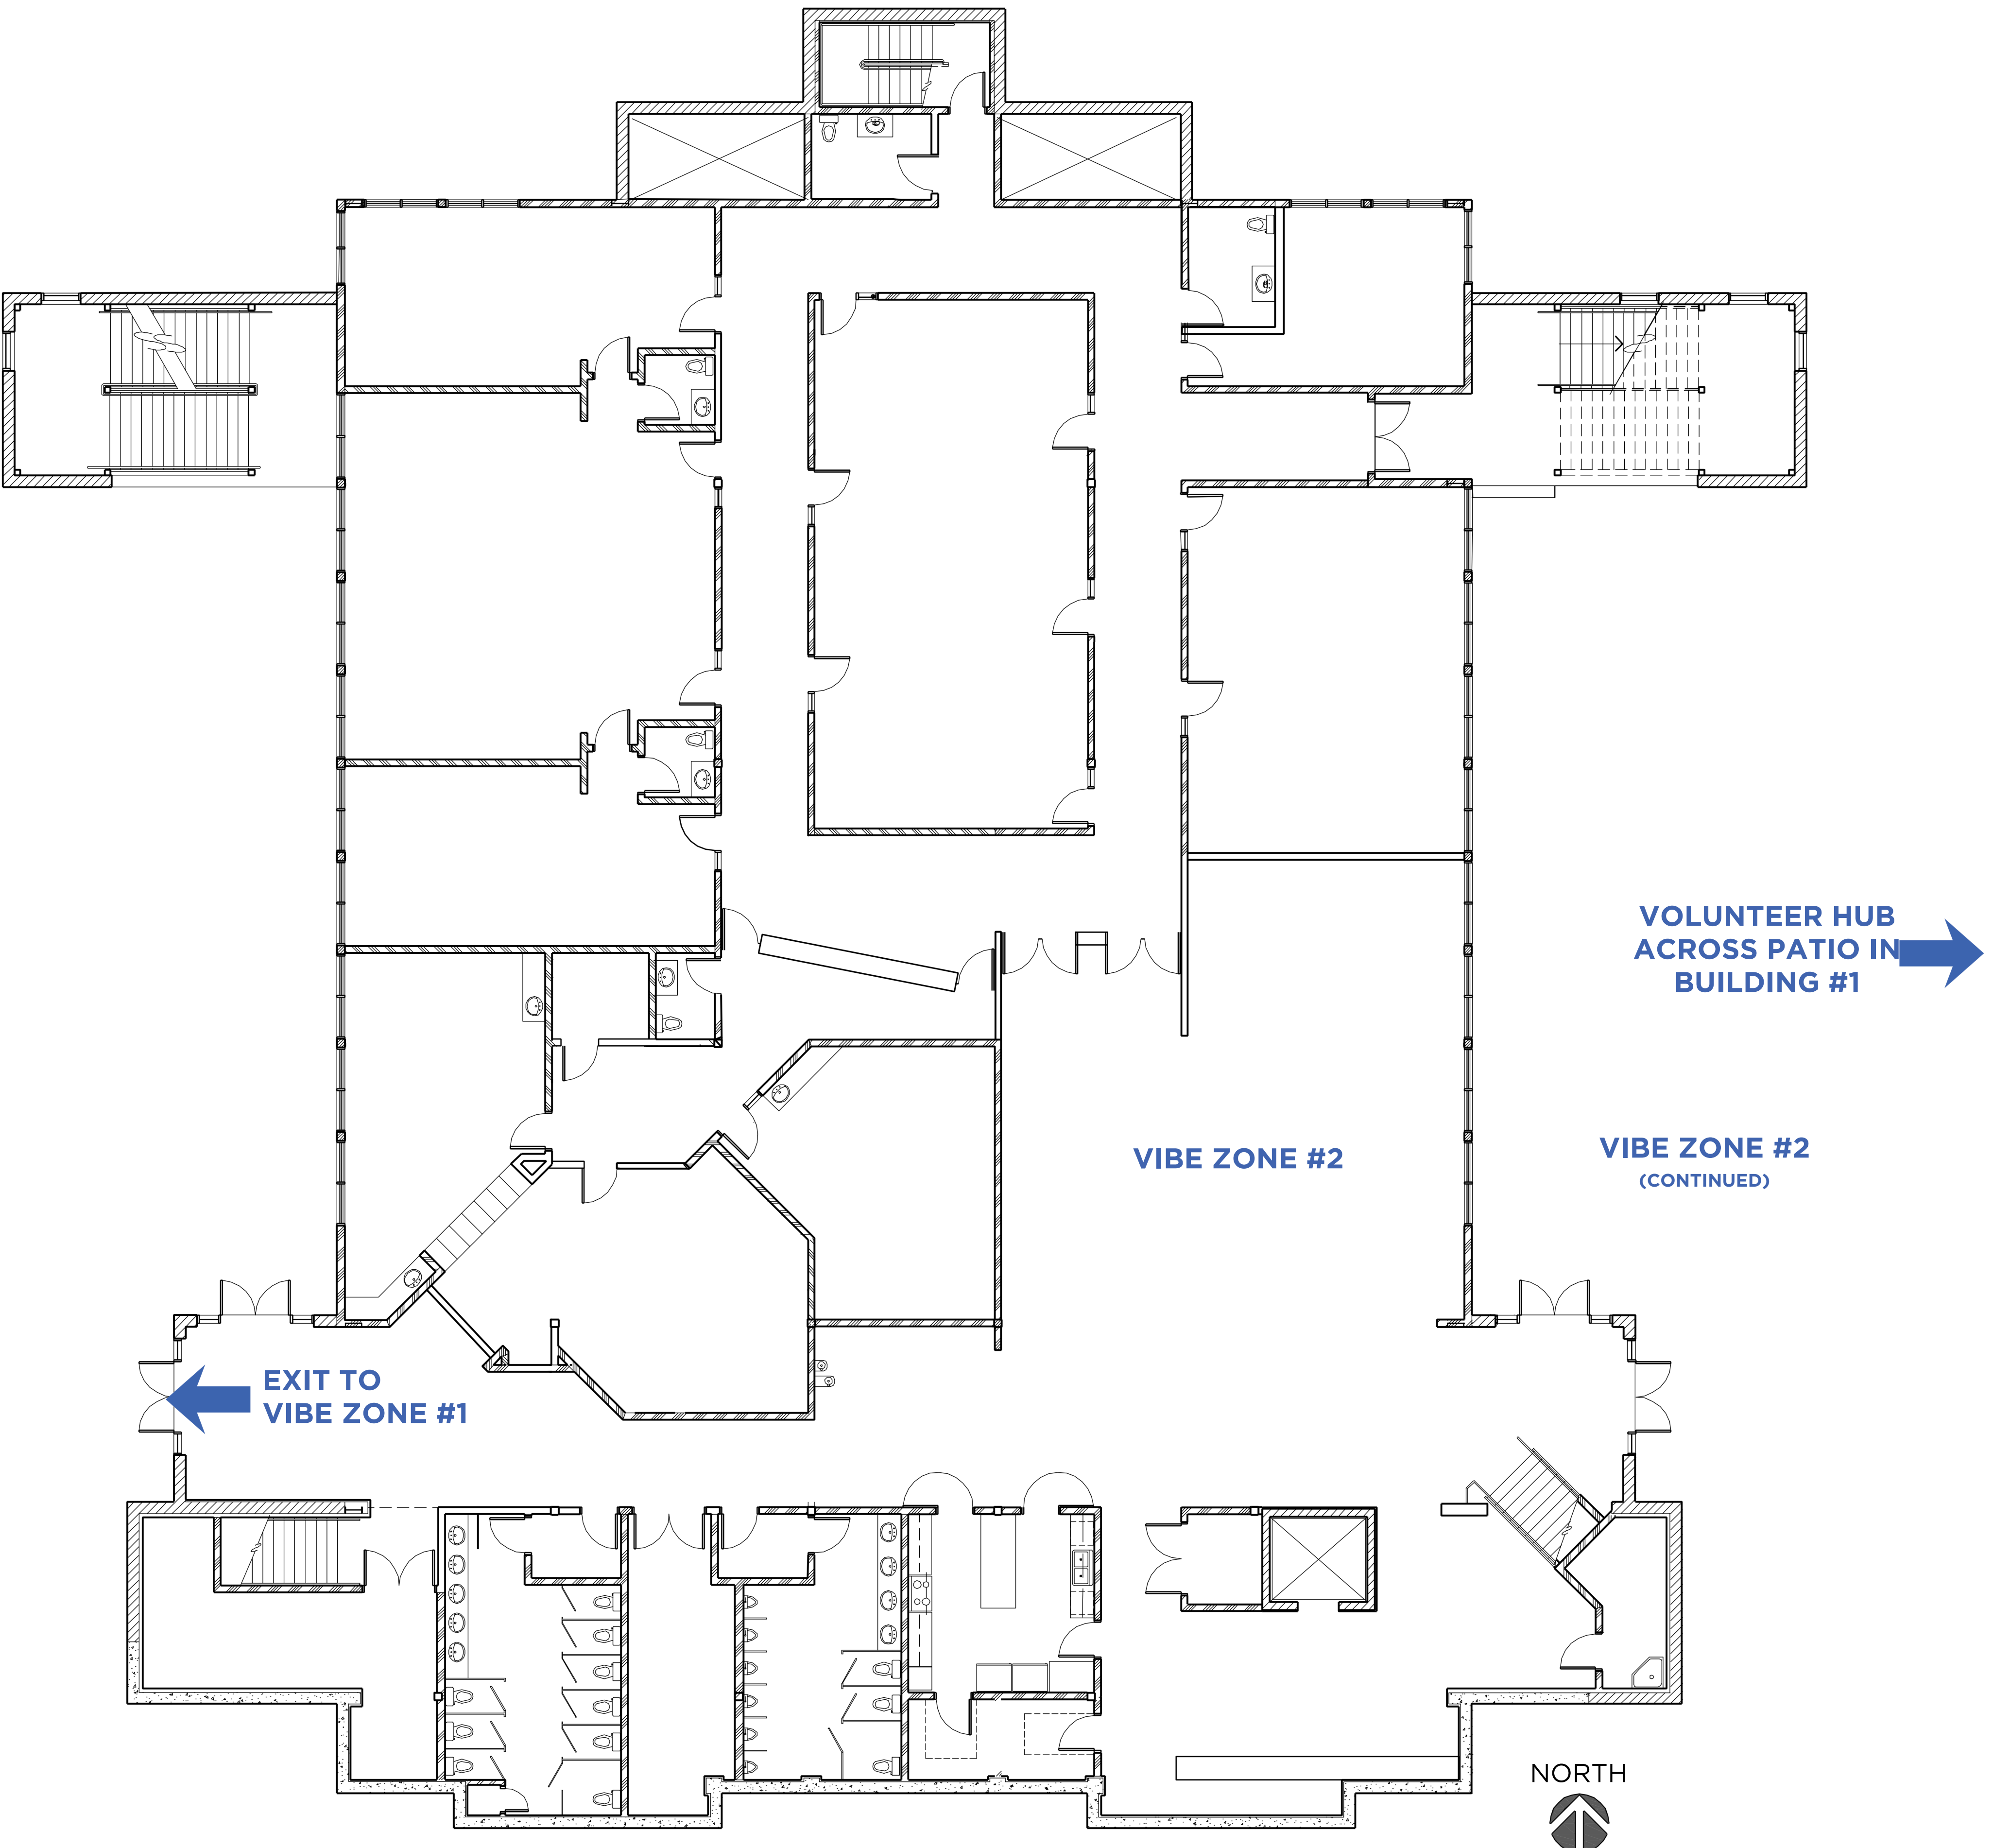 VOLUNTEER HUB
ACROSS PATIO IN
BUILDING #1
VIBE ZONE #2
VIBE ZONE #2
(CONTINUED)
EXIT TO
VIBE ZONE #1
NORTH